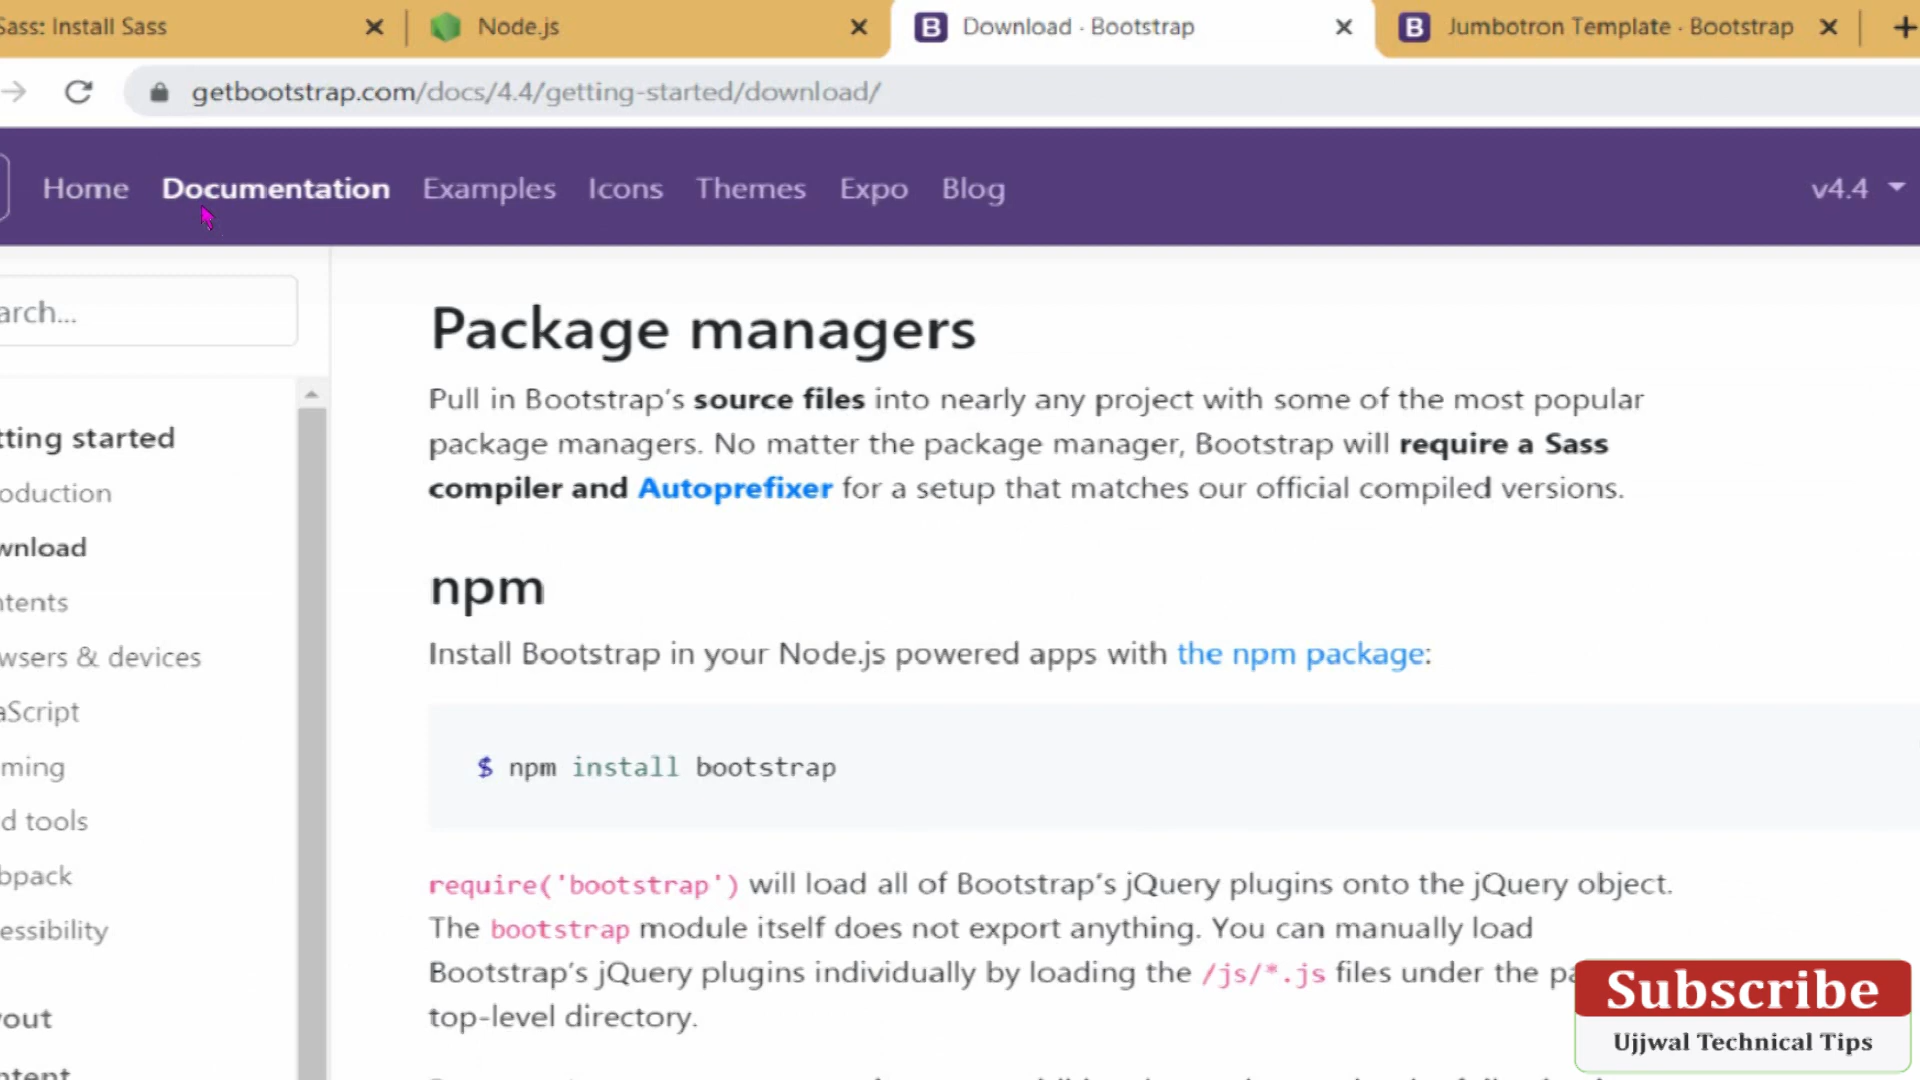 Sass: Install Sass
Node.js
Download · Bootstrap
Jumbotron Template · Bootstrap
getbootstrap.com/docs/4.4/getting-started/download/
Home Documentation Examples Icons Themes Expo Blog v4.4
arch...
tting started
oduction
wnload
ntents
wsers & devices
aScript
ming
d tools
bpack
essibility
out
ntent
Package managers
Pull in Bootstrap’s source files into nearly any project with some of the most popular
package managers. No matter the package manager, Bootstrap will require a Sass
compiler and Autoprefixer for a setup that matches our official compiled versions.
npm
Install Bootstrap in your Node.js powered apps with the npm package:
$ npm install bootstrap
require('bootstrap') will load all of Bootstrap’s jQuery plugins onto the jQuery object.
The bootstrap module itself does not export anything. You can manually load
Bootstrap’s jQuery plugins individually by loading the /js/*.js files under the pa
top-level directory.
Subscribe
Ujjwal Technical Tips